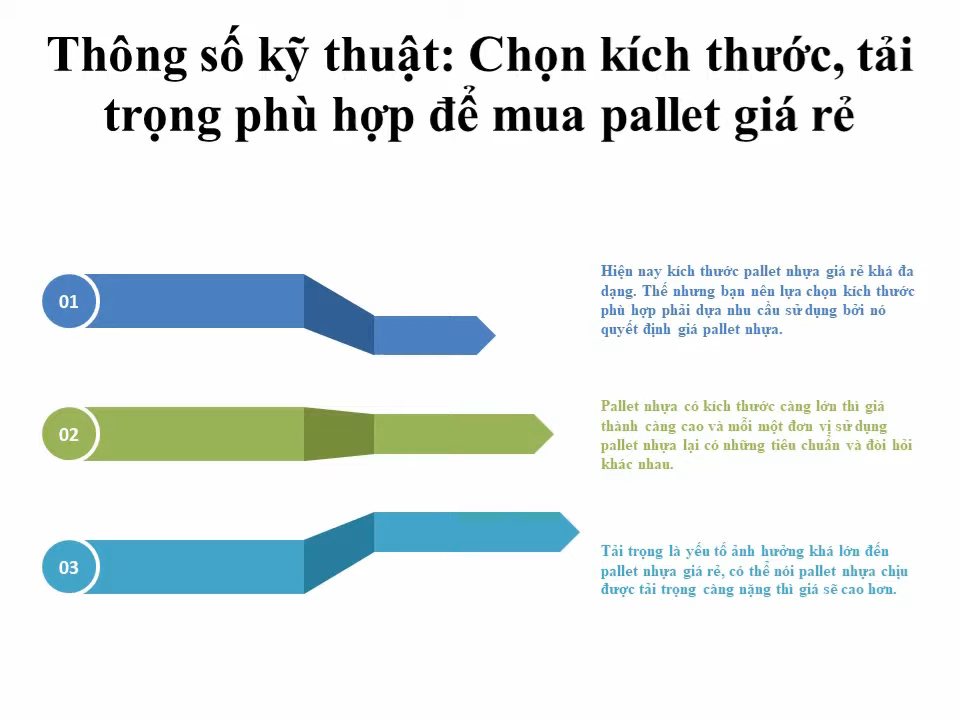 Thông số kỹ thuật: Chọn kích thước, tải
trọng phù hợp để mua pallet giá rẻ
01
Hiện nay kích thước pallet nhựa giá rẻ khá đa
dạng. Thế nhưng bạn nên lựa chọn kích thước
phù hợp phải dựa nhu cầu sử dụng bởi nó
quyết định giá pallet nhựa.
02
Pallet nhựa có kích thước càng lớn thì giá
thành càng cao và mỗi một đơn vị sử dụng
pallet nhựa lại có những tiêu chuẩn và đòi hỏi
khác nhau.
03
Tải trọng là yếu tố ảnh hưởng khá lớn đến
pallet nhựa giá rẻ, có thể nói pallet nhựa chịu
được tải trọng càng nặng thì giá sẽ cao hơn.